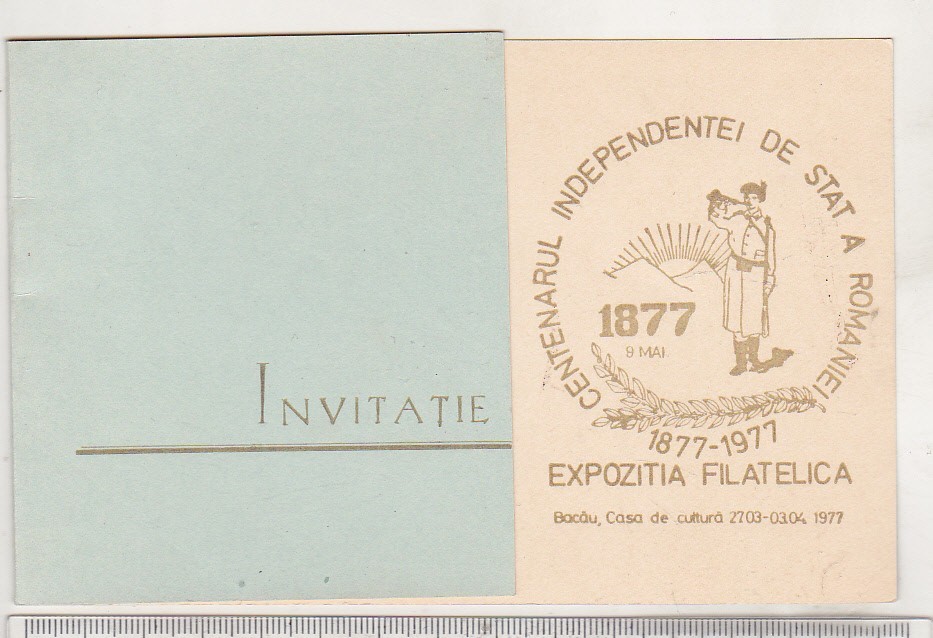 INVITAȚIE
CENTENARUL INDEPENDENTEI DE STAT A ROMANIEI
1877
9 MAI
1877-1977
EXPOZITIA FILATELICA
Bacău, Casa de cultură 27.03-03.04. 1977